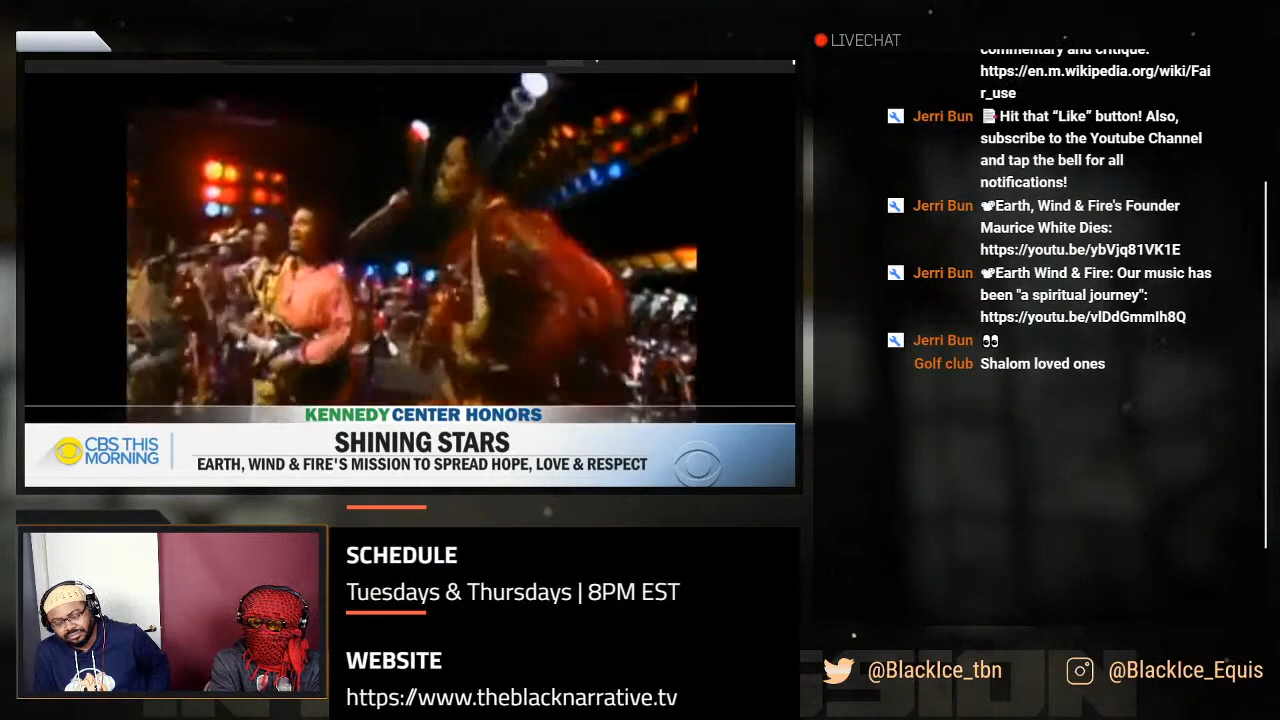 LIVECHAT
commentary and critique:
https://en.m.wikipedia.org/wiki/Fai
r_use
Jerri Bun 📑Hit that “Like” button! Also,
subscribe to the Youtube Channel
and tap the bell for all
notifications!
Jerri Bun 📽Earth, Wind & Fire's Founder
Maurice White Dies:
https://youtu.be/ybVjq81VK1E
Jerri Bun 📽Earth Wind & Fire: Our music has
been "a spiritual journey":
https://youtu.be/vlDdGmmIh8Q
Jerri Bun 👀
Golf club Shalom loved ones
KENNEDY CENTER HONORS
CBS THIS
MORNING
SHINING STARS
EARTH, WIND & FIRE'S MISSION TO SPREAD HOPE, LOVE & RESPECT
SCHEDULE
Tuesdays & Thursdays | 8PM EST
WEBSITE
https://www.theblacknarrative.tv
@BlackIce_tbn
@BlackIce_Equis